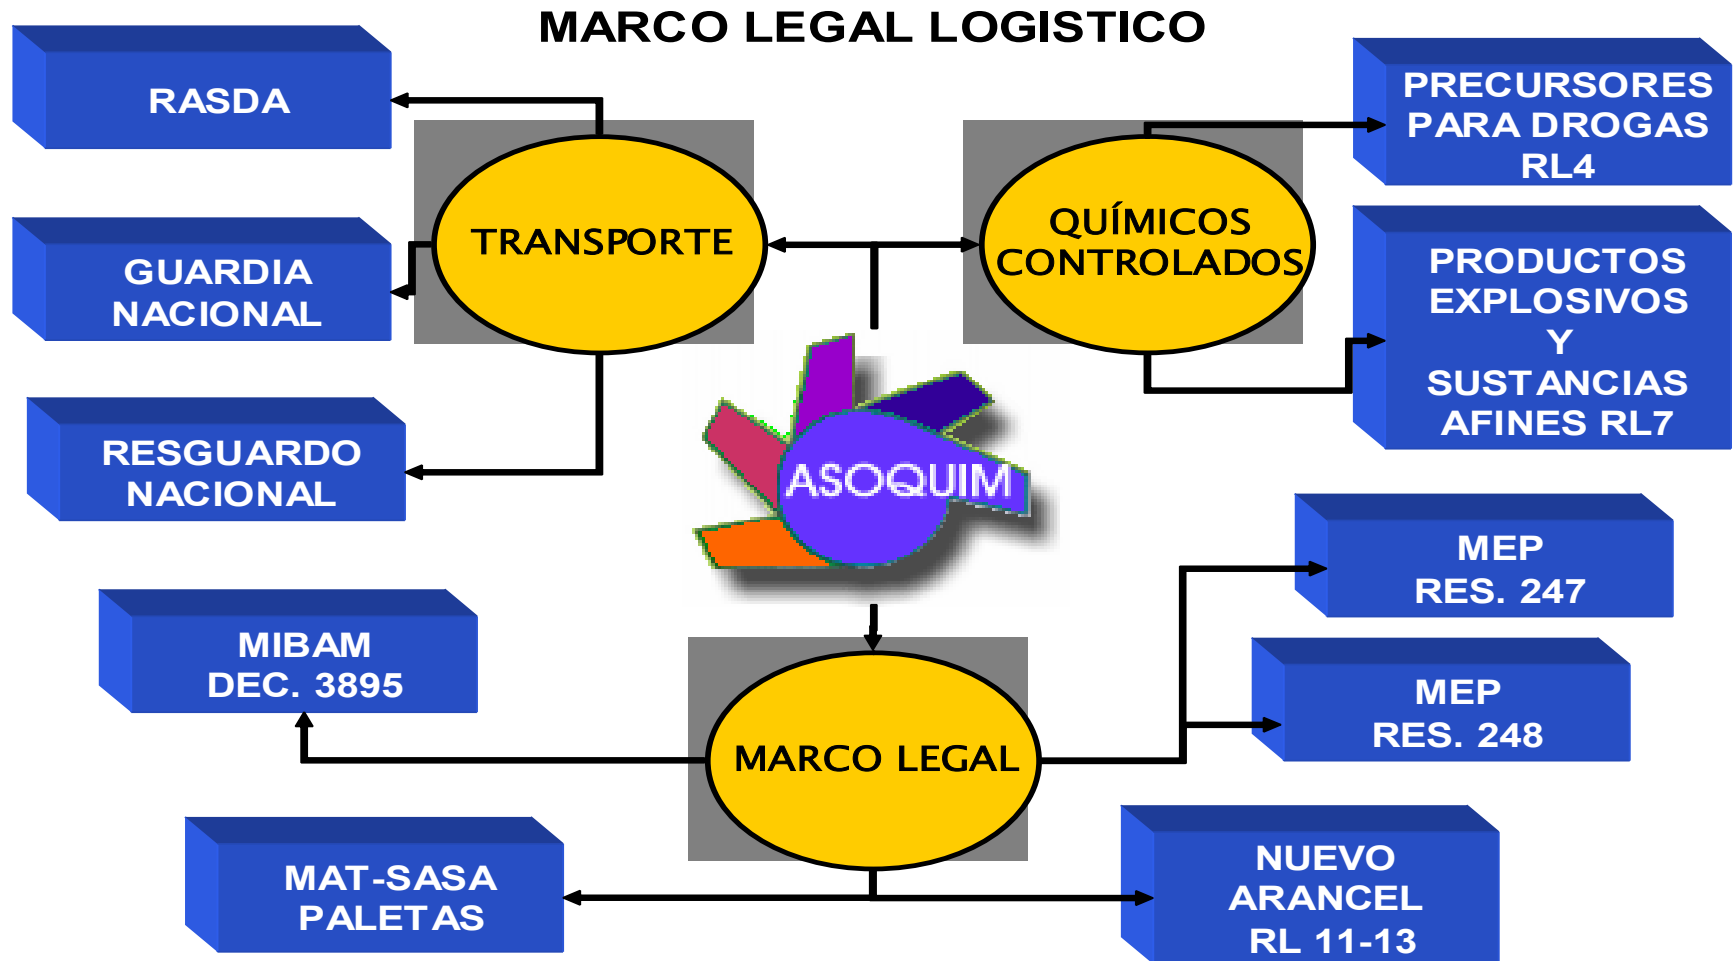 MARCO LEGAL LOGISTICO
RASDA
PRECURSORES
PARA DROGAS
RL4
TRANSPORTE
QUÍMICOS
CONTROLADOS
GUARDIA
NACIONAL
PRODUCTOS
EXPLOSIVOS
Y
SUSTANCIAS
AFINES RL7
RESGUARDO
NACIONAL
ASOQUIM
MEP
RES. 247
MIBAM
DEC. 3895
MEP
RES. 248
MARCO LEGAL
MAT-SASA
PALETAS
NUEVO
ARANCEL
RL 11-13